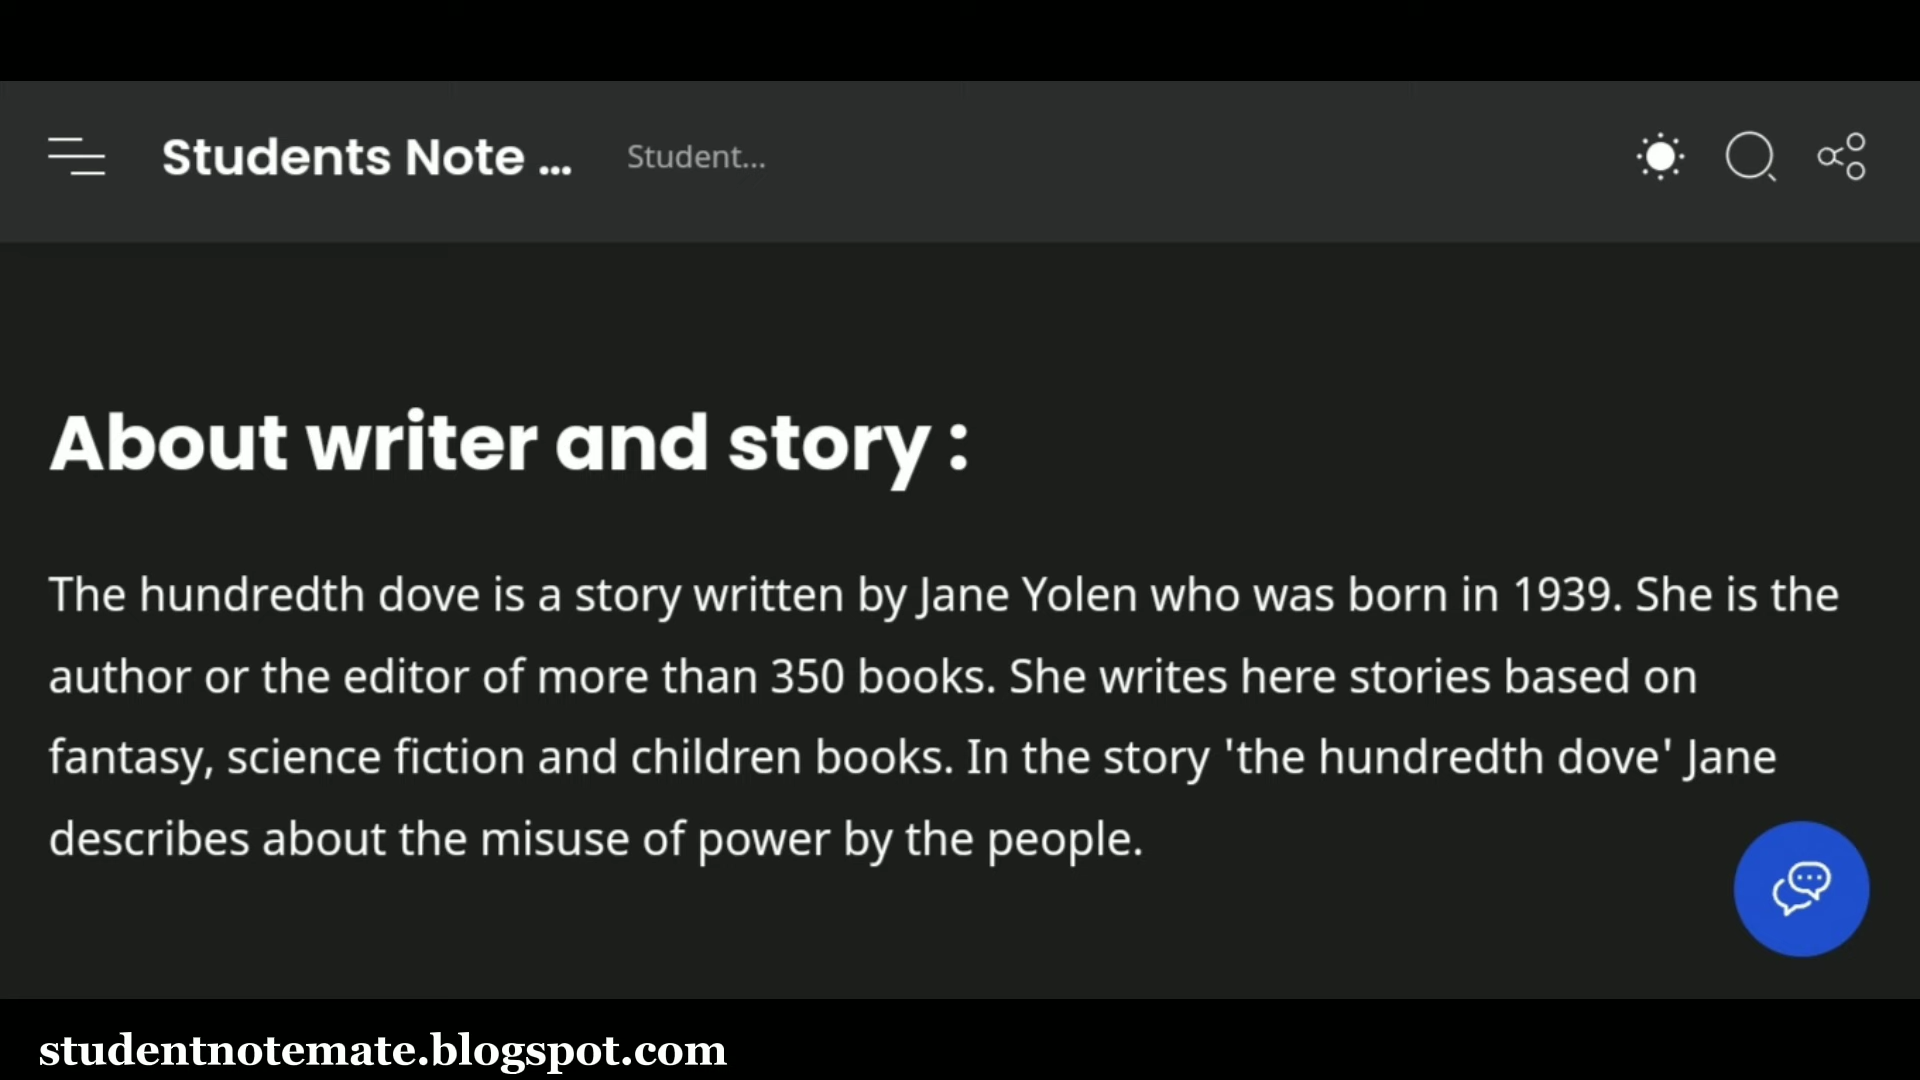 Students Note ... Student...
About writer and story :
The hundredth dove is a story written by Jane Yolen who was born in 1939. She is the
author or the editor of more than 350 books. She writes here stories based on
fantasy, science fiction and children books. In the story 'the hundredth dove' Jane
describes about the misuse of power by the people.
studentnotemate.blogspot.com